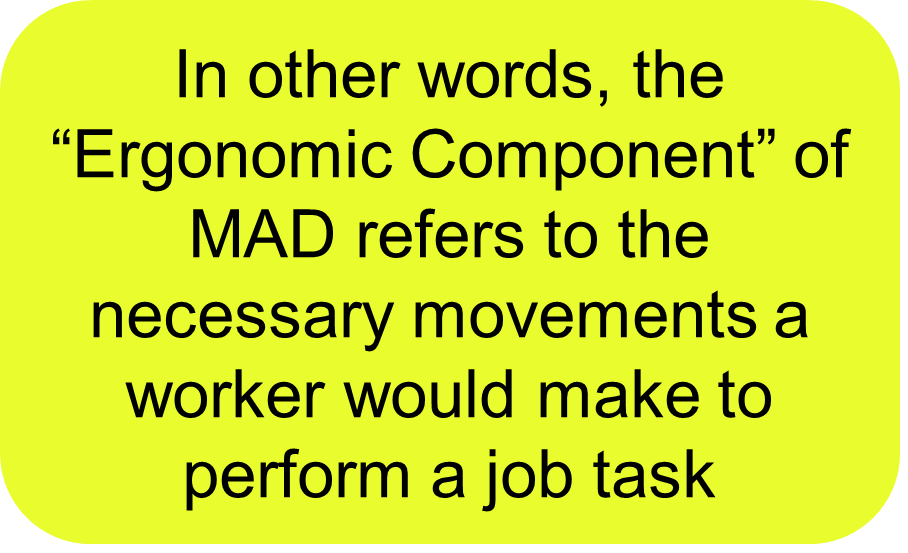 In other words, the
“Ergonomic Component” of
MAD refers to the
necessary movements a
worker would make to
perform a job task